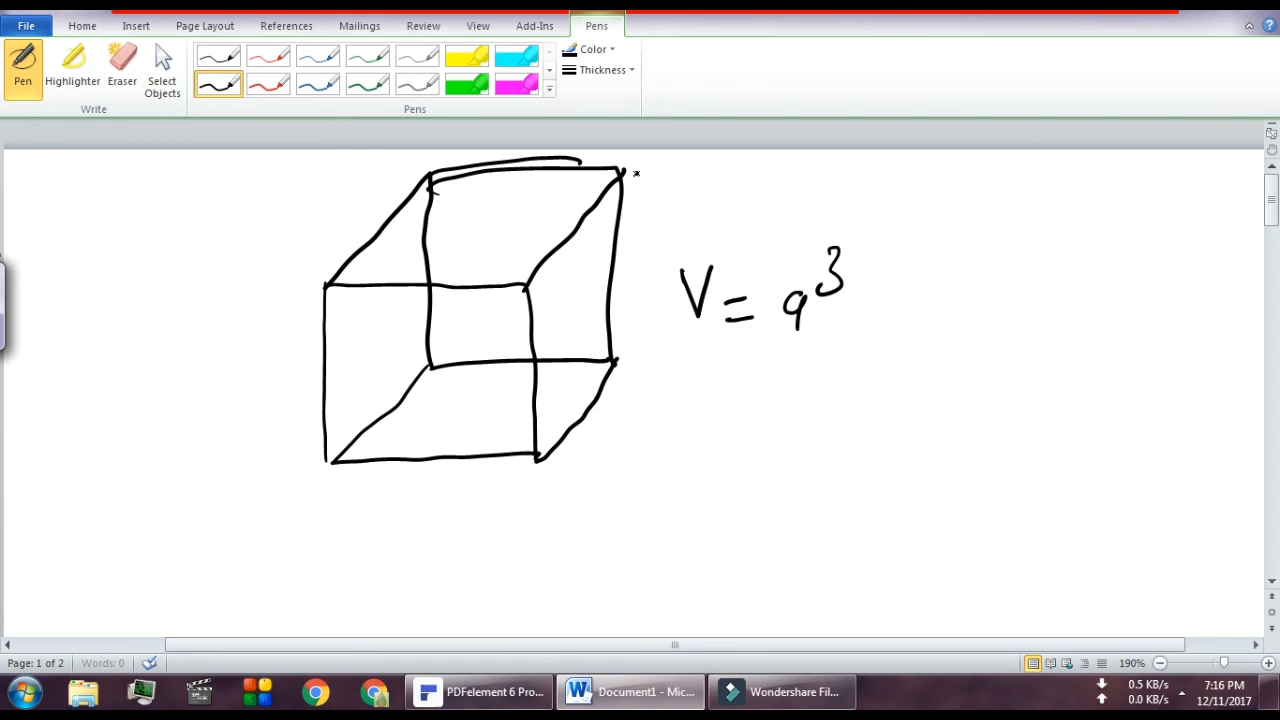 File Home Insert Page Layout References Mailings Review View Add-Ins Pens
Pen Highlighter Eraser Select Objects Color Thickness
Write Pens
V = a³
Page: 1 of 2 Words: 0 190%
PDFelement 6 Pro... Document1 - Mic... Wondershare Fil... 0.5 KB/s 0.0 KB/s 7:16 PM 12/11/2017